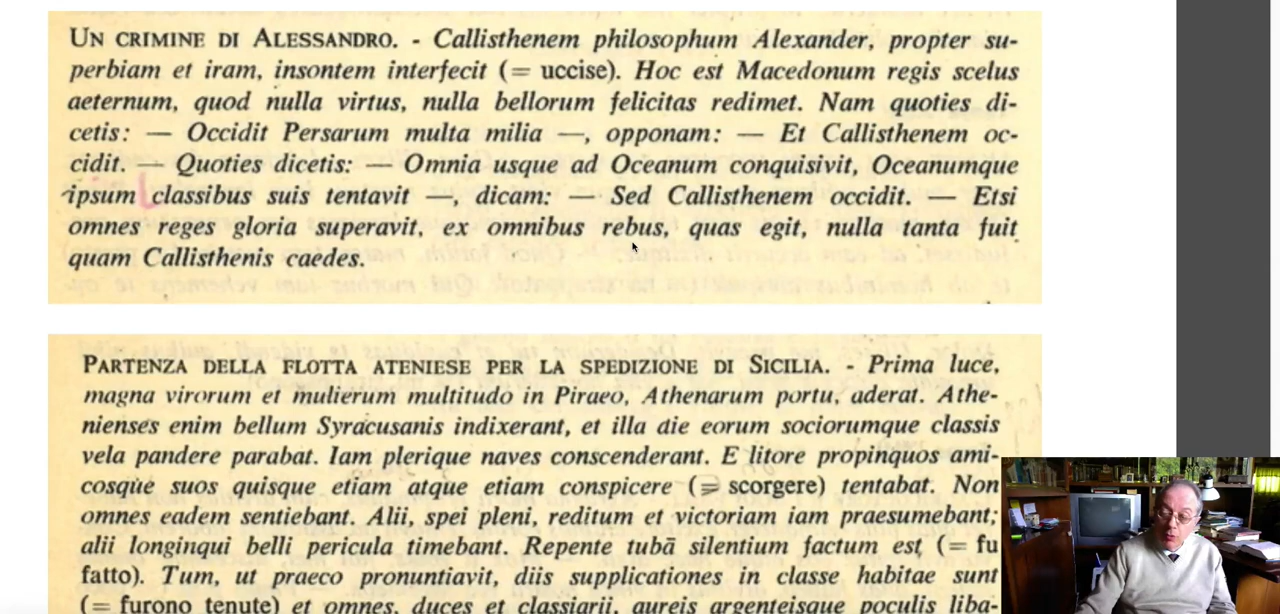 UN CRIMINE DI ALESSANDRO. - Callisthenem philosophum Alexander, propter su-
perbiam et iram, insontem interfecit (= uccise). Hoc est Macedonum regis scelus
aeternum, quod nulla virtus, nulla bellorum felicitas redimet. Nam quoties di-
cetis: — Occidit Persarum multa milia —, opponam: — Et Callisthenem oc-
cidit. — Quoties dicetis: — Omnia usque ad Oceanum conquisivit, Oceanumque
ipsum classibus suis tentavit —, dicam: — Sed Callisthenem occidit. — Etsi
omnes reges gloria superavit, ex omnibus rebus, quas egit, nulla tanta fuit
quam Callisthenis caedes.
PARTENZA DELLA FLOTTA ATENIESE PER LA SPEDIZIONE DI SICILIA. - Prima luce,
magna virorum et mulierum multitudo in Piraeo, Athenarum portu, aderat. Athe-
nienses enim bellum Syracusanis indixerant, et illa die eorum sociorumque classis
vela pandere parabat. Iam plerique naves conscenderant. E litore propinquos ami-
cosque suos quisque etiam atque etiam conspicere (= scorgere) tentabat. Non
omnes eadem sentiebant. Alii, spei pleni, reditum et victoriam iam praesumebant;
alii longinqui belli pericula timebant. Repente tubā silentium factum est (= fu
fatto). Tum, ut praeco pronuntiavit, diis supplicationes in classe habitae sunt
(= furono tenute) et omnes, duces et classiarii, aureis argenteisque poculis liba-